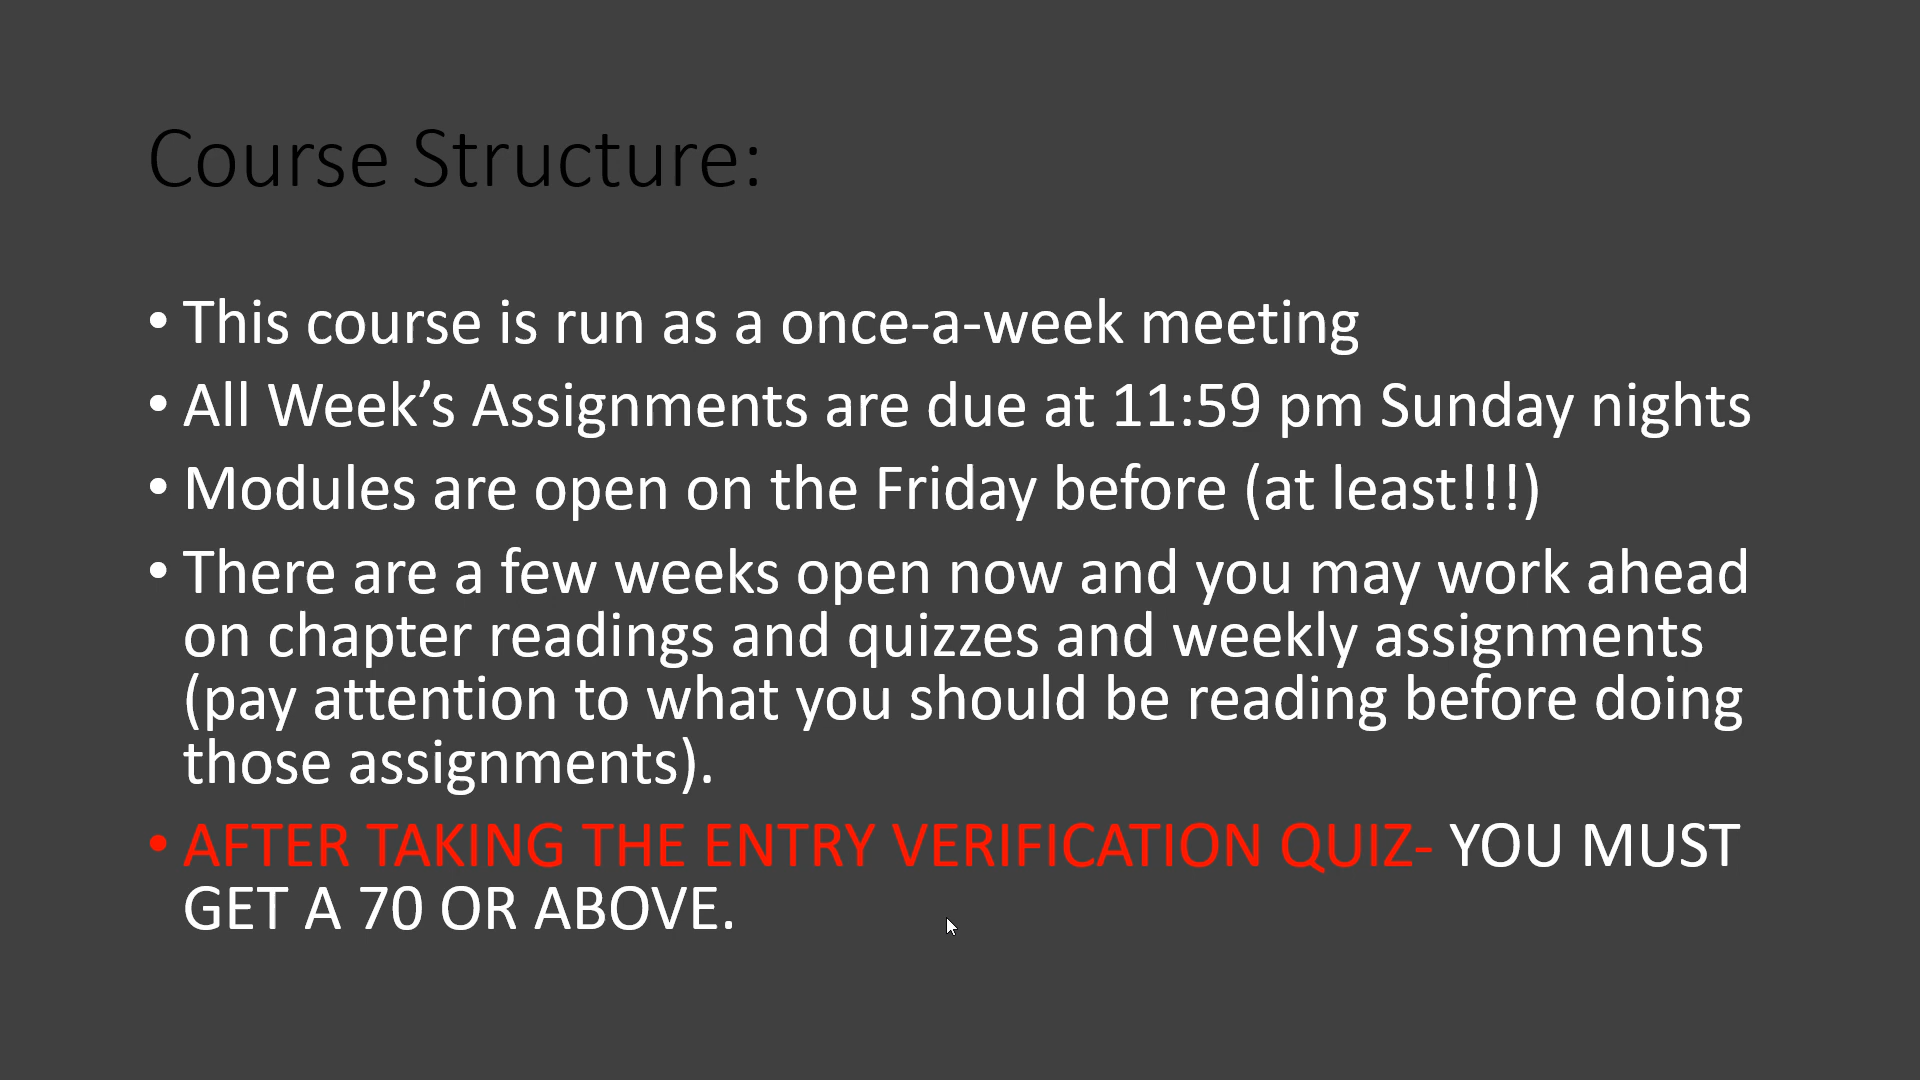 Course Structure:
• This course is run as a once-a-week meeting
• All Week’s Assignments are due at 11:59 pm Sunday nights
• Modules are open on the Friday before (at least!!!)
• There are a few weeks open now and you may work ahead
on chapter readings and quizzes and weekly assignments
(pay attention to what you should be reading before doing
those assignments).
• AFTER TAKING THE ENTRY VERIFICATION QUIZ- YOU MUST
GET A 70 OR ABOVE.